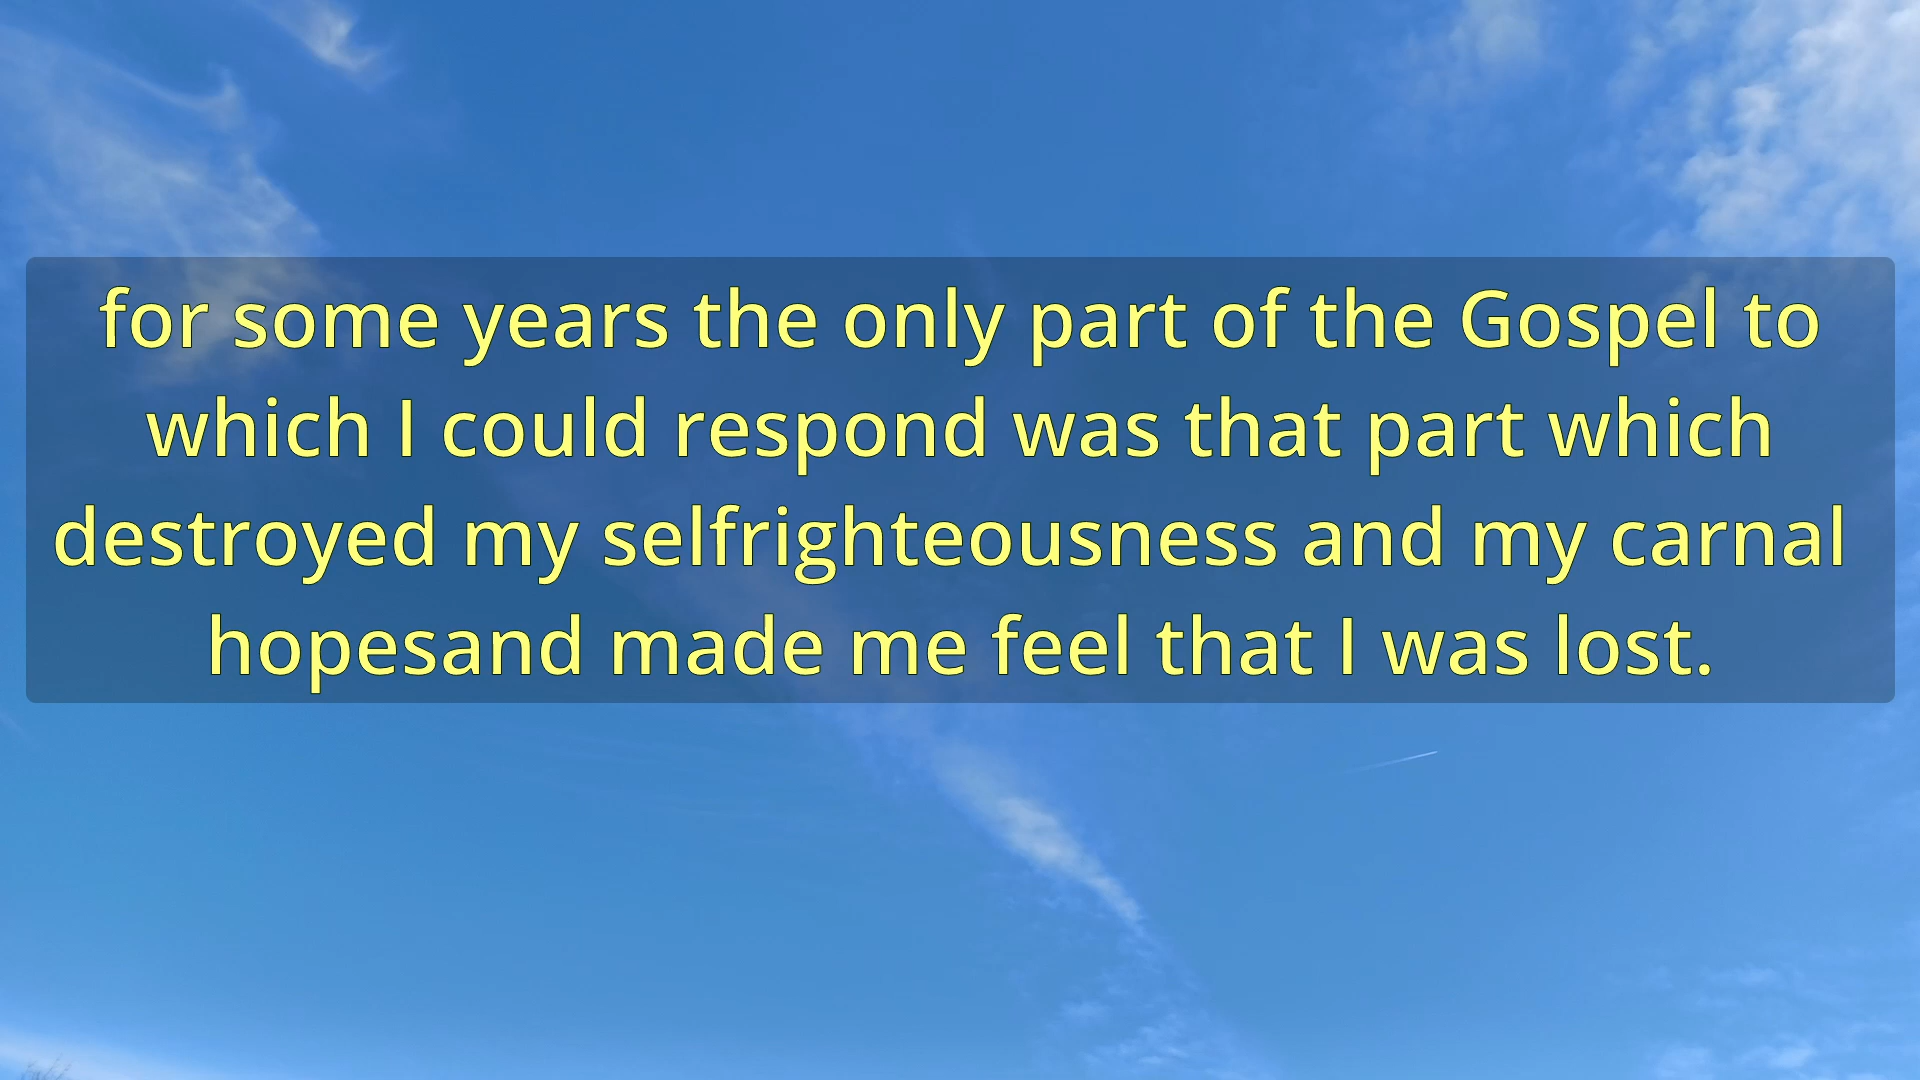 for some years the only part of the Gospel to
which I could respond was that part which
destroyed my selfrighteousness and my carnal
hopesand made me feel that I was lost.